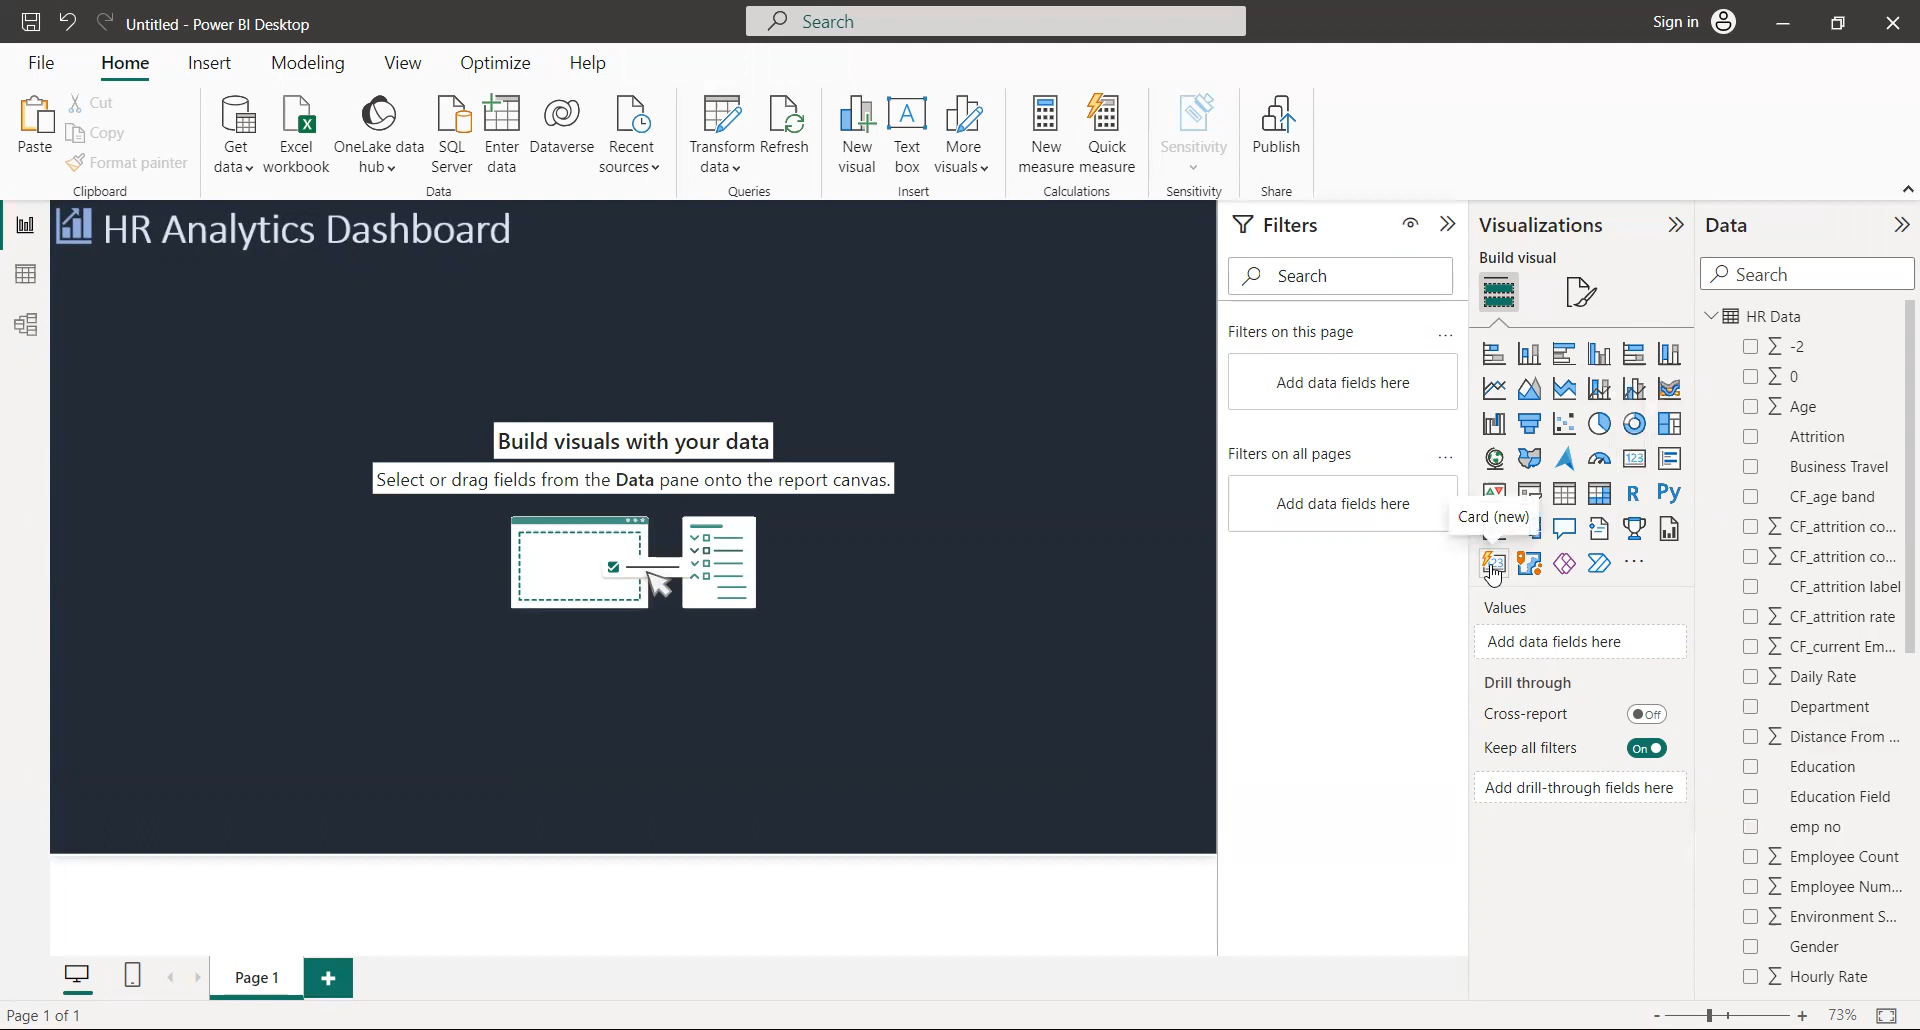 Untitled - Power BI Desktop
Search
Sign in
File
Home
Insert
Modeling
View
Optimize
Help
Paste
Cut
Copy
Format painter
Clipboard
Get data
Excel workbook
OneLake data hub
SQL Server
Enter data
Dataverse
Recent sources
Data
Transform data
Refresh
Queries
New visual
A
Text box
More visuals
Insert
New measure
Quick measure
Calculations
Sensitivity
Sensitivity
Publish
Share
HR Analytics Dashboard
Build visuals with your data
Select or drag fields from the Data pane onto the report canvas.
Filters
Search
Filters on this page
...
Add data fields here
Filters on all pages
...
Add data fields here
Visualizations
Build visual
123
R
Py
Card (new)
...
Values
Add data fields here
Drill through
Cross-report
Off
Keep all filters
On
Add drill-through fields here
Data
Search
HR Data
Σ -2
Σ 0
Σ Age
Attrition
Business Travel
CF_age band
Σ CF_attrition co...
Σ CF_attrition co...
CF_attrition label
Σ CF_attrition rate
Σ CF_current Em...
Σ Daily Rate
Department
Σ Distance From ...
Education
Education Field
emp no
Σ Employee Count
Σ Employee Num...
Σ Environment S...
Gender
Σ Hourly Rate
Page 1
+
Page 1 of 1
-
+
73%